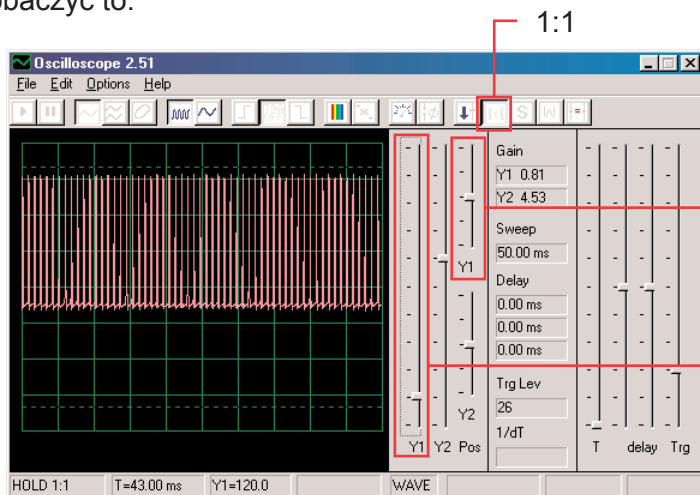 obaczyć to:
1:1
Oscilloscope 2.51
File Edit Options Help
S W
Gain
Y1 0.81
Y2 4.53
Sweep
50.00 ms
Delay
0.00 ms
0.00 ms
0.00 ms
Trg Lev
26
1/dT
Y1
Y2
Y1 Y2 Pos
T delay Trg
HOLD 1:1 T=43.00 ms Y1=120.0 WAVE